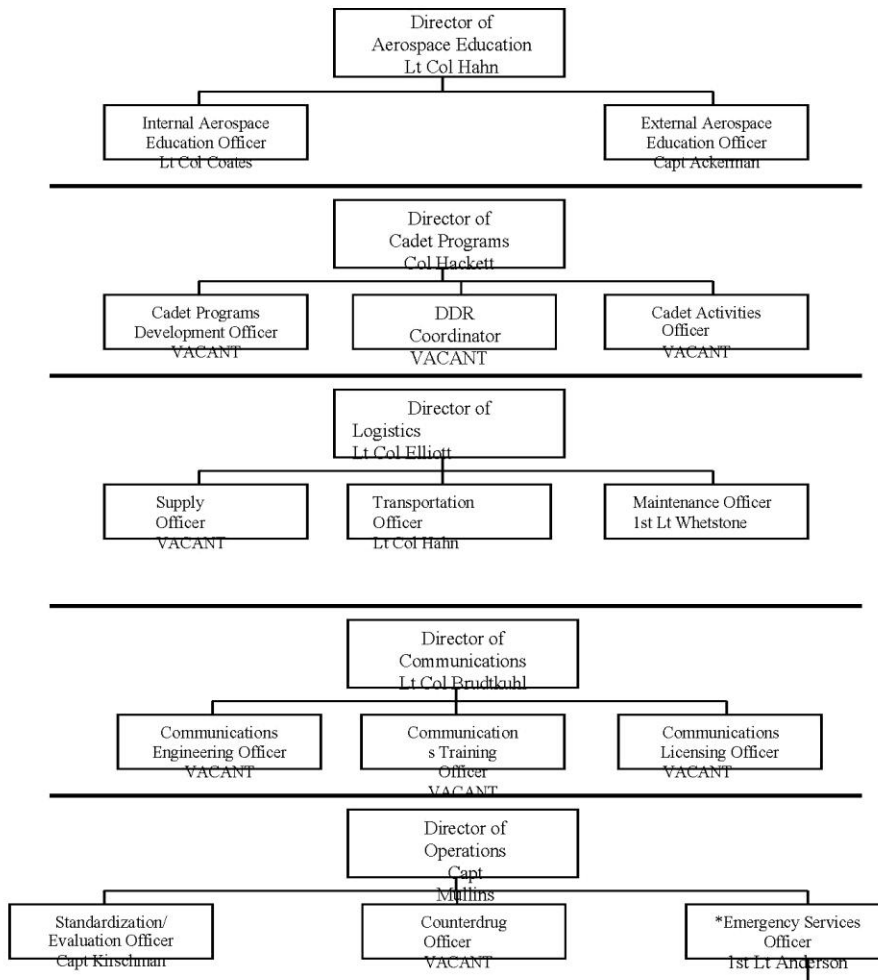 Director of
Aerospace Education
Lt Col Hahn
Internal Aerospace
Education Officer
Lt Col Coates
External Aerospace
Education Officer
Capt Ackerman
Director of
Cadet Programs
Col Hackett
Cadet Programs
Development Officer
VACANT
DDR
Coordinator
VACANT
Cadet Activities
Officer
VACANT
Director of
Logistics
Lt Col Elliott
Supply
Officer
VACANT
Transportation
Officer
Lt Col Hahn
Maintenance Officer
1st Lt Whetstone
Director of
Communications
Lt Col Brudtkuhl
Communications
Engineering Officer
VACANT
Communication
s Training
Officer
VACANT
Communications
Licensing Officer
VACANT
Director of
Operations
Capt
Mullins
Standardization/
Evaluation Officer
Capt Kirschman
Counterdrug
Officer
VACANT
*Emergency Services
Officer
1st Lt Anderson